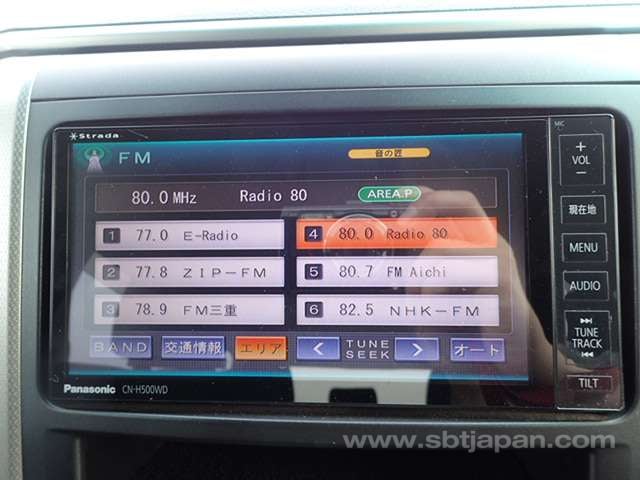 Strada
MIC
FM
音の匠
80.0 MHz Radio 80 AREA.P
1 77.0 E-Radio
4 80.0 Radio 80
2 77.8 ZIP-FM
5 80.7 FM Aichi
3 78.9 FM三重
6 82.5 NHK-FM
BAND 交通情報 エリア < TUNE SEEK > オート
+
VOL
-
現在地
MENU
AUDIO
TUNE
TRACK
TILT
Panasonic CN-H500WD
www.sbtjapan.com